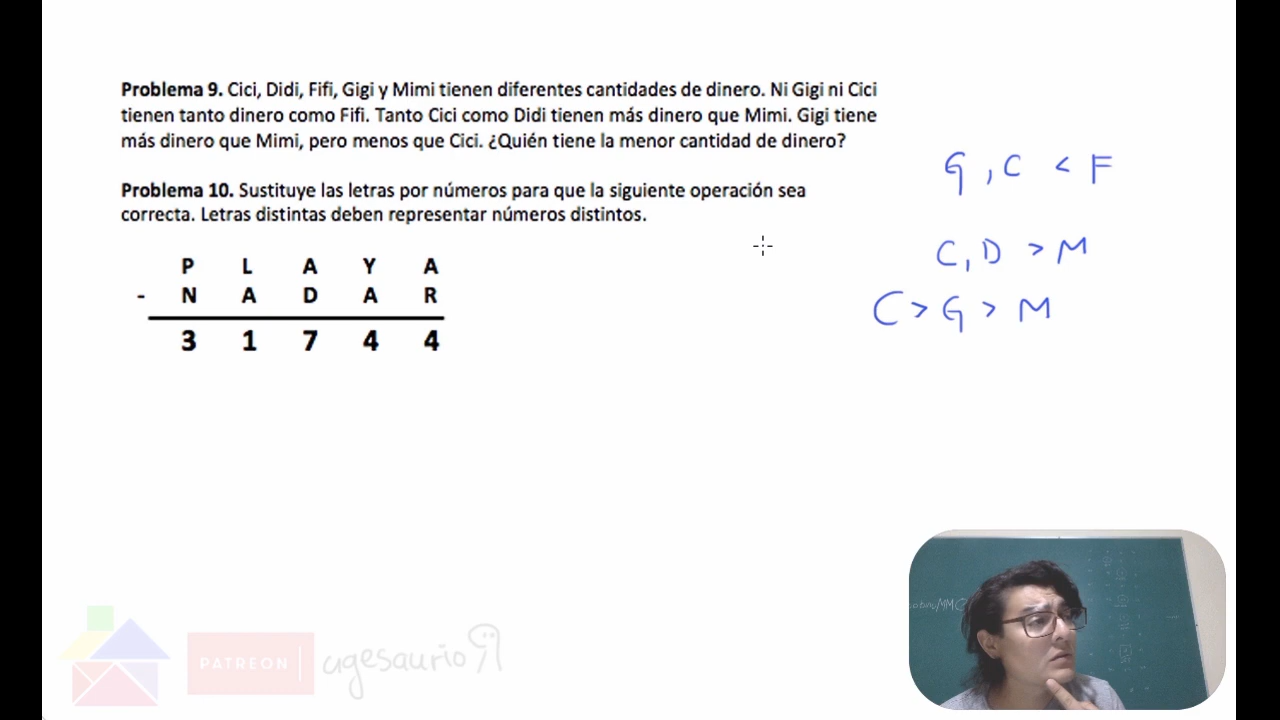 Problema 9. Cici, Didi, Fifi, Gigi y Mimi tienen diferentes cantidades de dinero. Ni Gigi ni Cici
tienen tanto dinero como Fifi. Tanto Cici como Didi tienen más dinero que Mimi. Gigi tiene
más dinero que Mimi, pero menos que Cici. ¿Quién tiene la menor cantidad de dinero?
G , C < F
Problema 10. Sustituye las letras por números para que la siguiente operación sea
correcta. Letras distintas deben representar números distintos.
C, D > M
P L A Y A
- N A D A R
C > G > M
3 1 7 4 4
PATREON
agesaurio